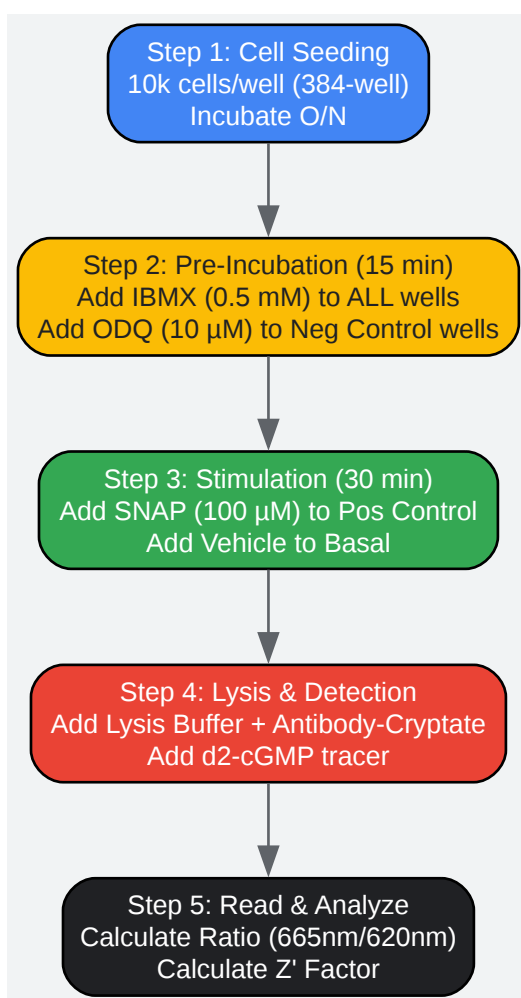 Step 1: Cell Seeding
10k cells/well (384-well)
Incubate O/N
Step 2: Pre-Incubation (15 min)
Add IBMX (0.5 mM) to ALL wells
Add ODQ (10 µM) to Neg Control wells
Step 3: Stimulation (30 min)
Add SNAP (100 µM) to Pos Control
Add Vehicle to Basal
Step 4: Lysis & Detection
Add Lysis Buffer + Antibody-Cryptate
Add d2-cGMP tracer
Step 5: Read & Analyze
Calculate Ratio (665nm/620nm)
Calculate Z' Factor